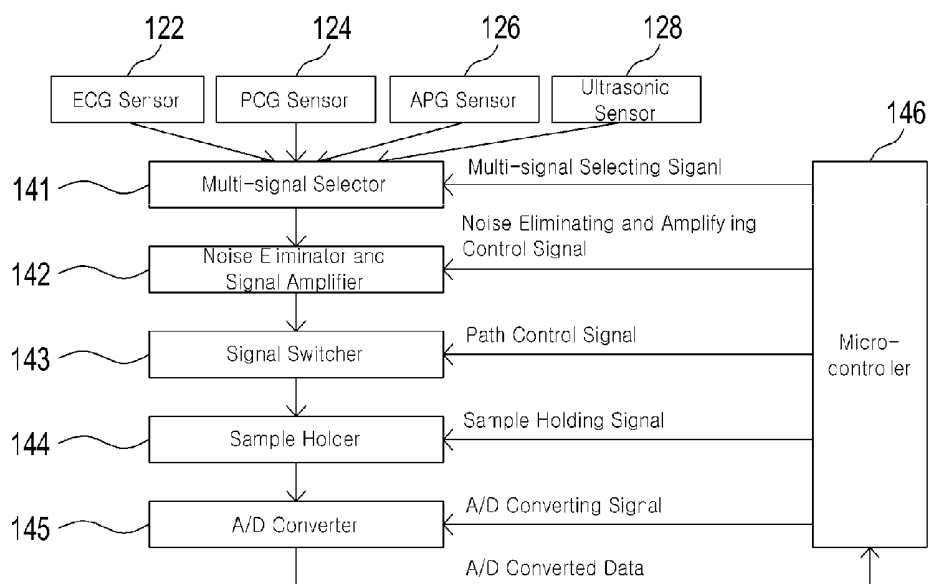 122
124
126
128
ECG Sensor
PCG Sensor
APG Sensor
Ultrasonic
Sensor
146
141
Multi-signal Selector
Multi-signal Selecting Siganl
142
Noise Eliminator and
Signal Amplifier
Noise Eliminating and Amplifying
Control Signal
143
Signal Switcher
Path Control Signal
Micro-
controller
144
Sample Holder
Sample Holding Signal
145
A/D Converter
A/D Converting Signal
A/D Converted Data